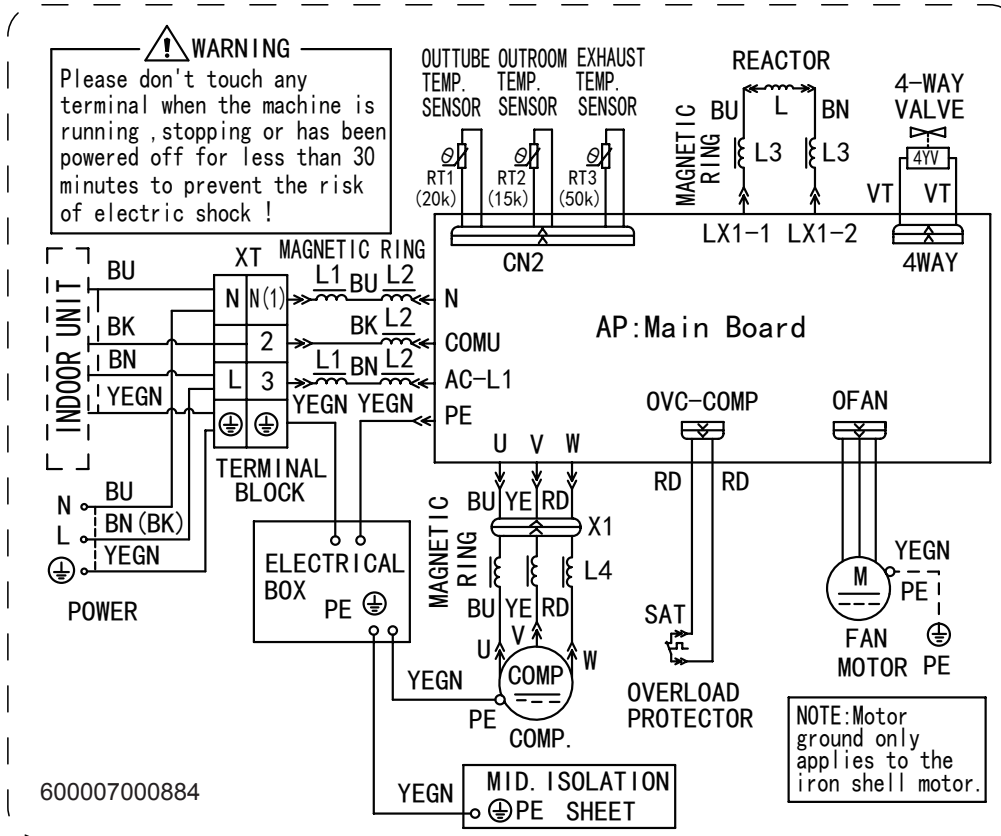 WARNING
Please don't touch any
terminal when the machine is
running ,stopping or has been
powered off for less than 30
minutes to prevent the risk
of electric shock !
OUTTUBE OUTROOM EXHAUST
TEMP. TEMP. TEMP.
SENSOR SENSOR SENSOR
θ θ θ
RT1 RT2 RT3
(20k) (15k) (50k)
CN2
REACTOR
BU L BN
MAGNETIC
RING
L3 L3
LX1-1 LX1-2
4-WAY
VALVE
4YV
VT VT
4WAY
AP:Main Board
INDOOR UNIT
BU
BK
BN
YEGN
XT
N N(1)
2
L 3
TERMINAL
BLOCK
MAGNETIC RING
L1 BU L2 N
BK L2 COMU
L1 BN L2 AC-L1
YEGN YEGN PE
N BU
L BN(BK)
YEGN
POWER
ELECTRICAL
BOX
PE
U V W
BU YE RD
X1
MAGNETIC
RING
L4
BU YE RD
U V W
COMP
YEGN
PE
COMP.
OVC-COMP
RD RD
SAT
OVERLOAD
PROTECTOR
OFAN
M
YEGN
PE
FAN
MOTOR PE
NOTE:Motor
ground only
applies to the
iron shell motor.
YEGN
MID. ISOLATION
PE SHEET
600007000884